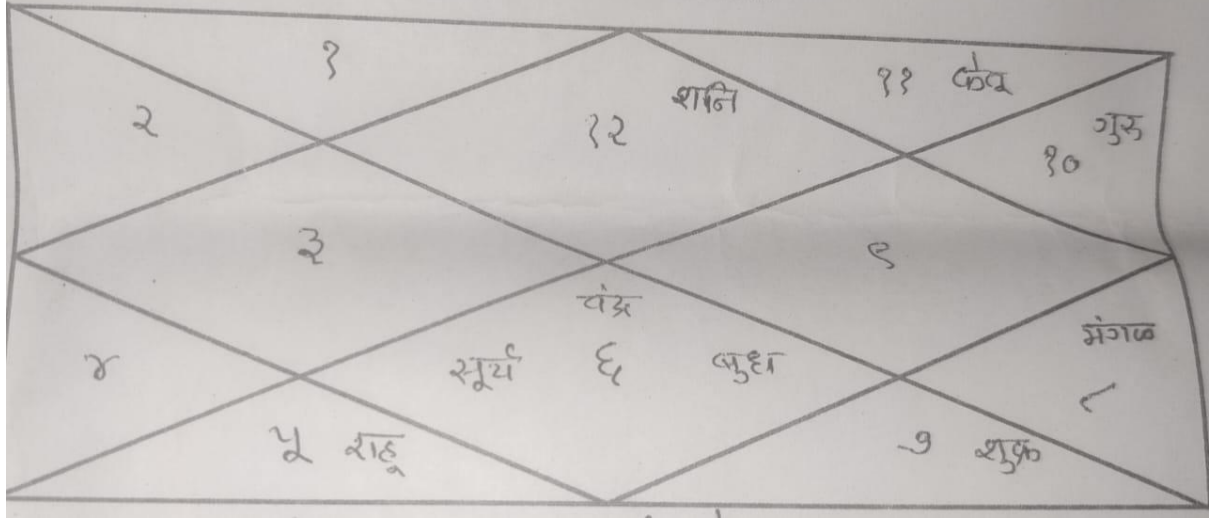 १
११ केतू
शनि
२
१२
गुरु
१०
३
९
चंद्र
सूर्य ६ बुध
मंगळ
४
८
५ राहू
७ शुक्र